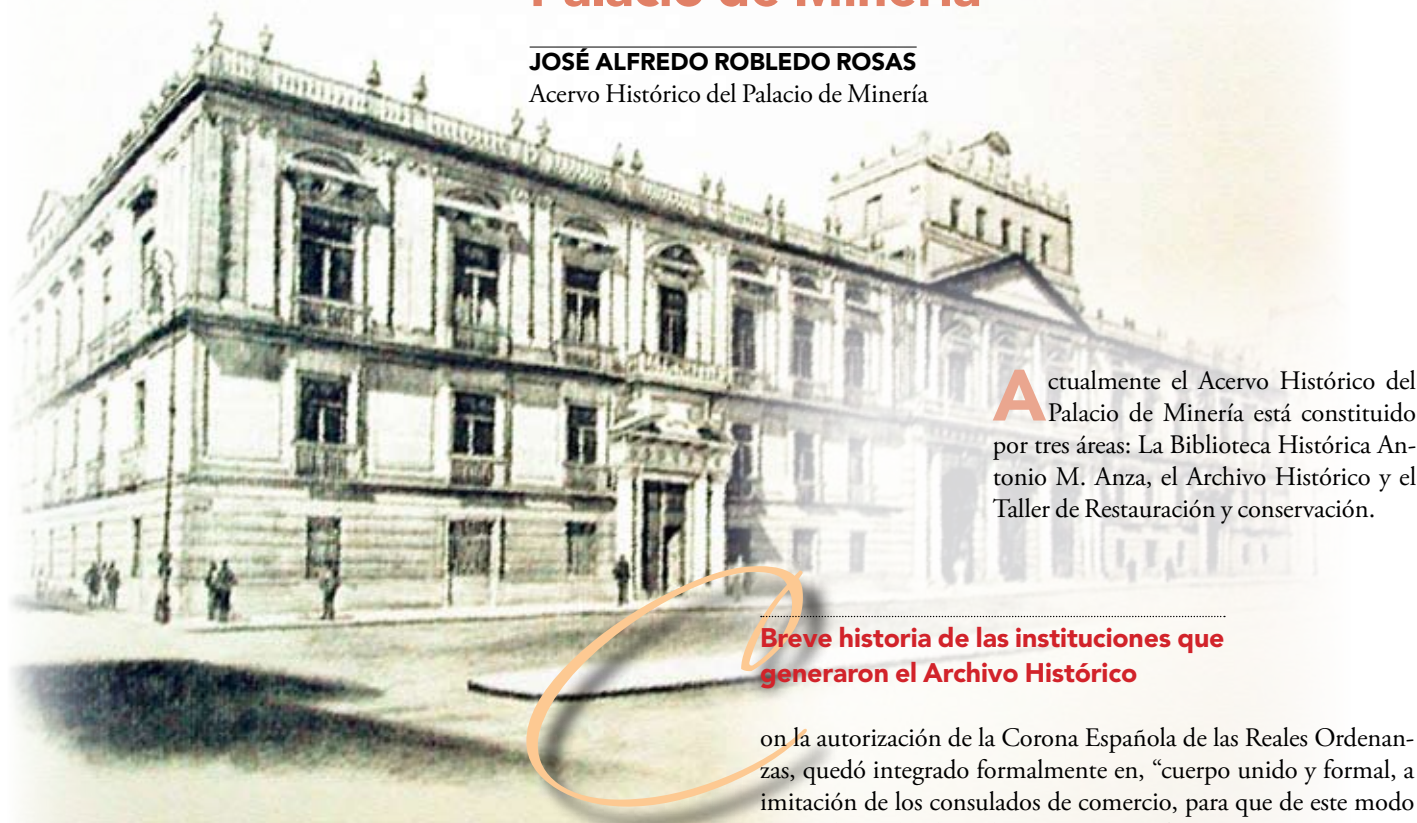 Palacio de Minería
JOSÉ ALFREDO ROBLEDO ROSAS
Acervo Histórico del Palacio de Minería
Actualmente el Acervo Histórico del
Palacio de Minería está constituido
por tres áreas: La Biblioteca Histórica An-
tonio M. Anza, el Archivo Histórico y el
Taller de Restauración y conservación.
Breve historia de las instituciones que
generaron el Archivo Histórico
Con la autorización de la Corona Española de las Reales Ordenan-
zas, quedó integrado formalmente en, “cuerpo unido y formal, a
imitación de los consulados de comercio, para que de este modo